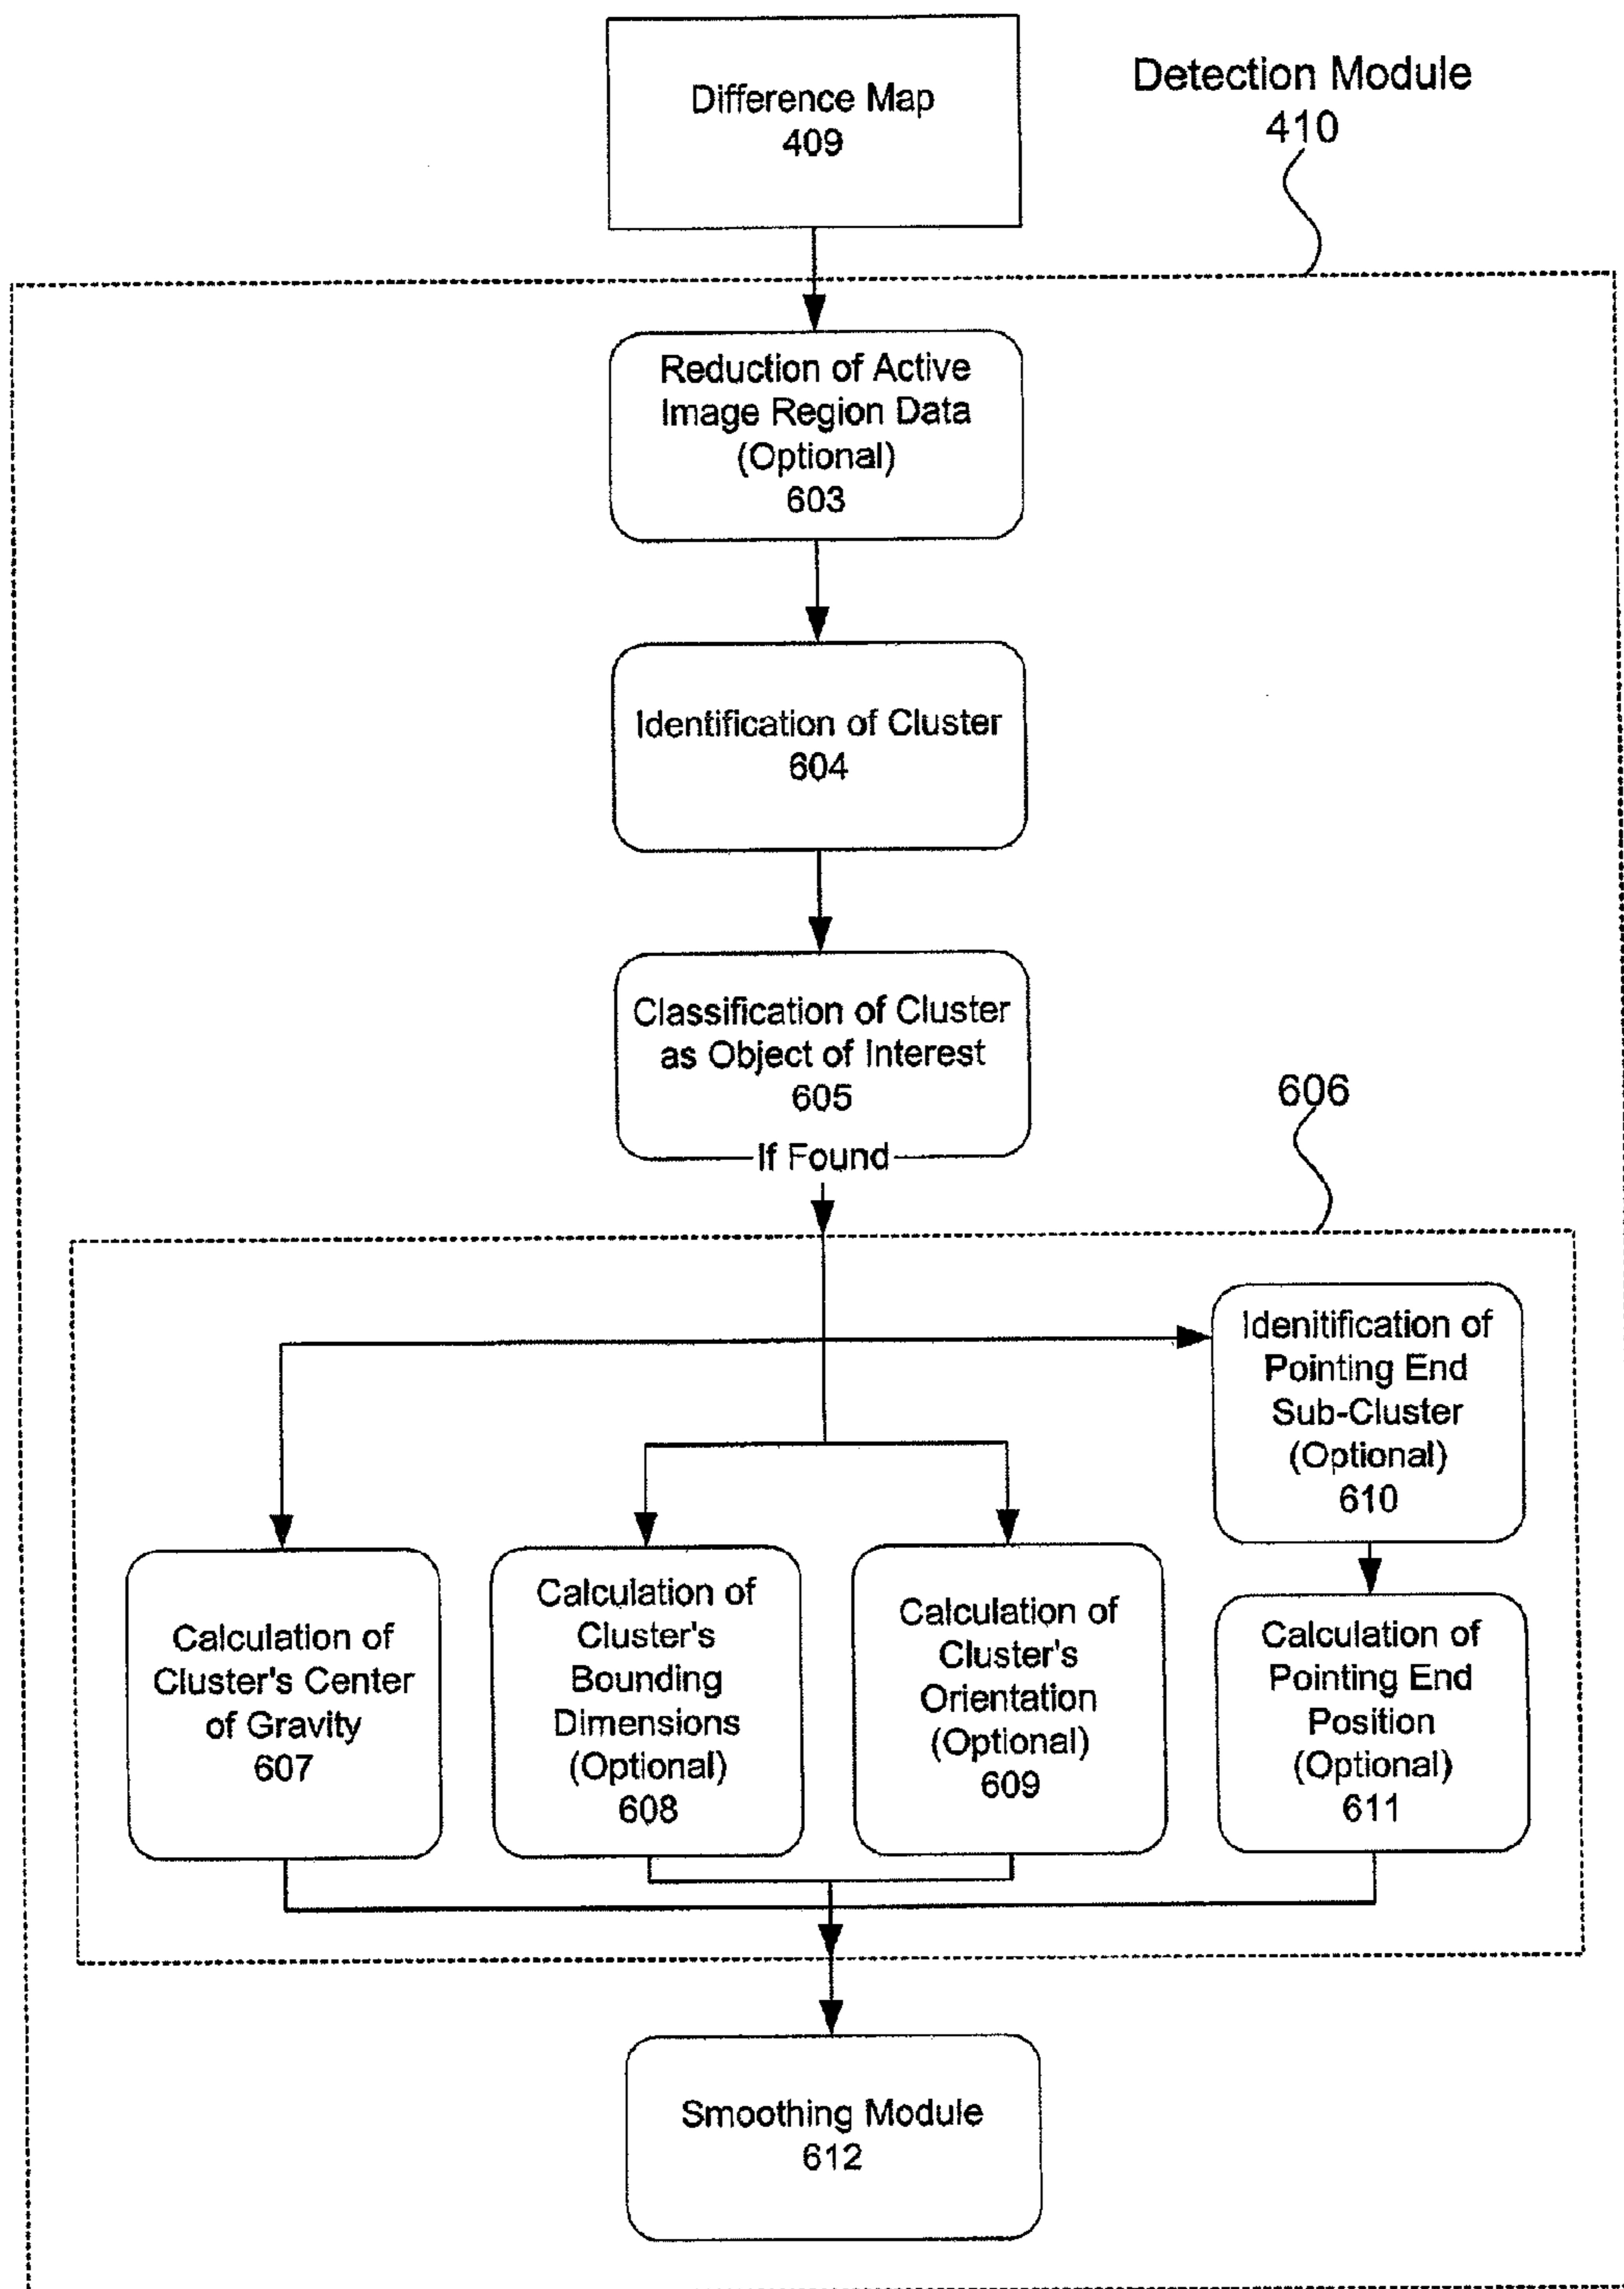 Difference Map
409
Detection Module
410
Reduction of Active
Image Region Data
(Optional)
603
Identification of Cluster
604
Classification of Cluster
as Object of Interest
605
If Found
606
Idenitification of
Pointing End
Sub-Cluster
(Optional)
610
Calculation of
Cluster's Center
of Gravity
607
Calculation of
Cluster's
Bounding
Dimensions
(Optional)
608
Calculation of
Cluster's
Orientation
(Optional)
609
Calculation of
Pointing End
Position
(Optional)
611
Smoothing Module
612